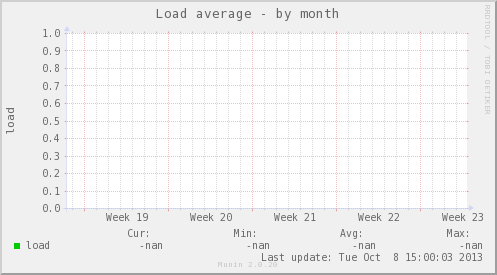 Load average - by month
RRDTOOL / TOBI OETIKER
load
1.0
0.9
0.8
0.7
0.6
0.5
0.4
0.3
0.2
0.1
0.0
Week 19 Week 20 Week 21 Week 22 Week 23
Cur: Min: Avg: Max:
load -nan -nan -nan -nan
Last update: Tue Oct 8 15:00:03 2013
Munin 2.0.20